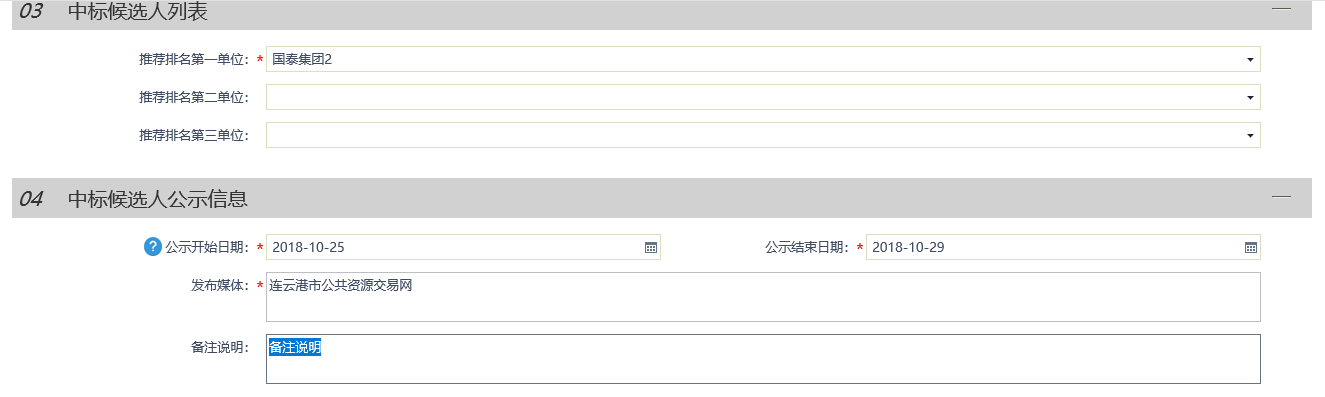 03 中标候选人列表
推荐排名第一单位： * 国泰集团2
推荐排名第二单位：
推荐排名第三单位：
04 中标候选人公示信息
? 公示开始日期： * 2018-10-25 公示结束日期： * 2018-10-29
发布媒体： * 连云港市公共资源交易网
备注说明： 备注说明